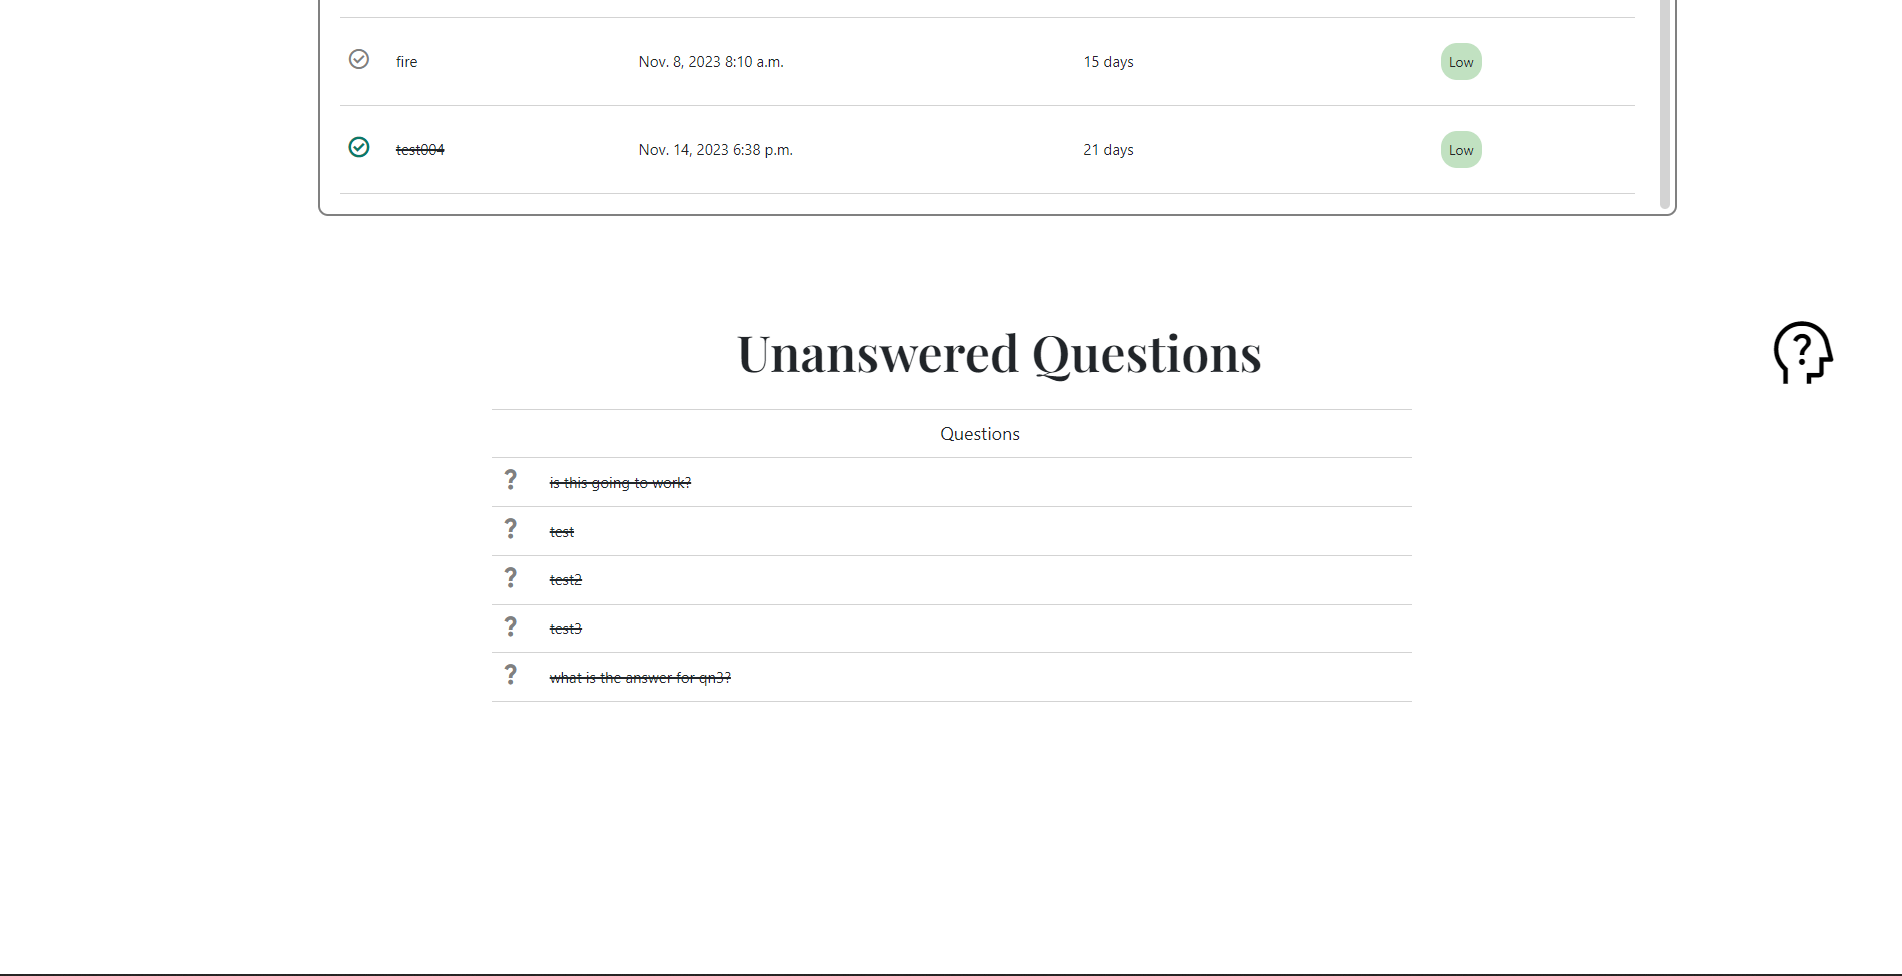 fire Nov. 8, 2023 8:10 a.m. 15 days Low
test004 Nov. 14, 2023 6:38 p.m. 21 days Low
Unanswered Questions
?
Questions
? is this going to work?
? test
? test2
? test3
? what is the answer for qn3?